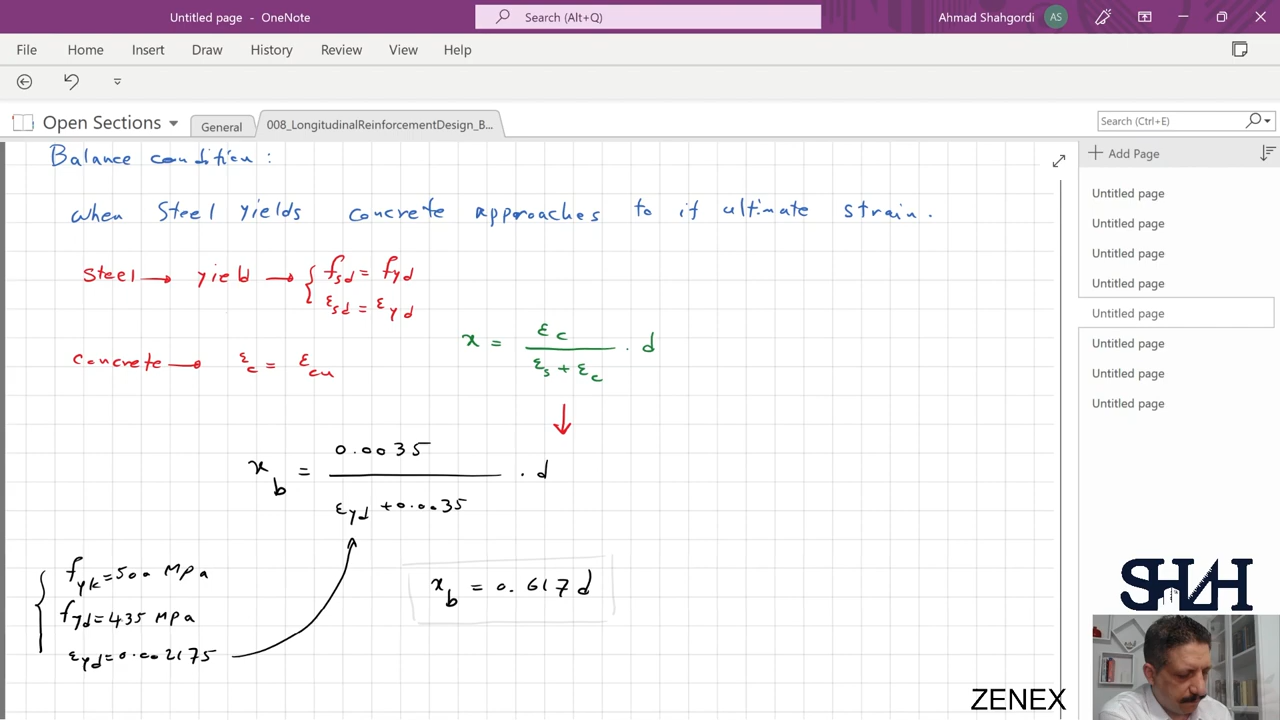 Untitled page - OneNote
Search (Alt+Q)
Ahmad Shahgordi
AS
File Home Insert Draw History Review View Help
Open Sections
General
008_LongitudinalReinforcementDesign_B...
Search (Ctrl+E)
Add Page
Untitled page
Untitled page
Untitled page
Untitled page
Untitled page
Untitled page
Untitled page
Untitled page
Balance condition :
when Steel yields concrete approaches to if ultimate strain.
Steel → yield → { fsd = fyd
εsd = εyd
Concrete → εc = εcu
x = εc / (εs + εc) . d
xb = 0.0035 / (εyd + 0.0035) . d
fyk = 500 MPa
fyd = 435 MPa
εyd = 0.002175
xb = 0.617 d
SHZH
ZENEX